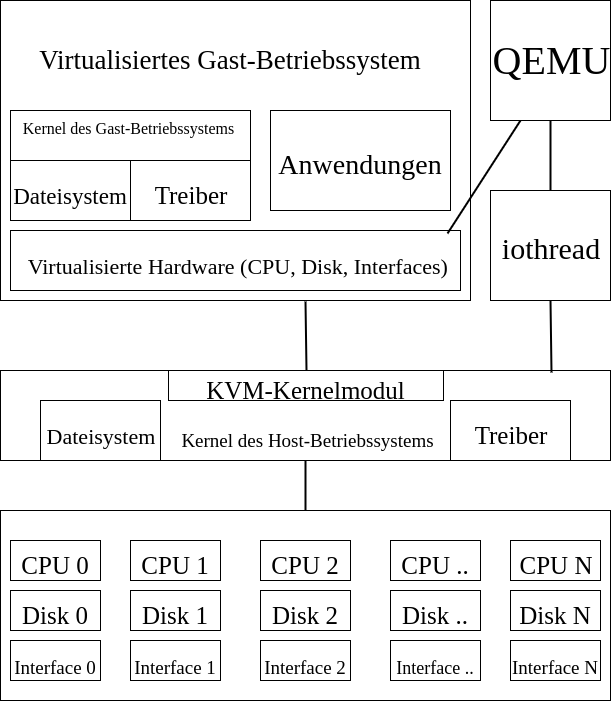 Virtualisiertes Gast-Betriebssystem
QEMU
Kernel des Gast-Betriebssystems
Dateisystem
Treiber
Anwendungen
Virtualisierte Hardware (CPU, Disk, Interfaces)
iothread
KVM-Kernelmodul
Dateisystem
Kernel des Host-Betriebssystems
Treiber
CPU 0
CPU 1
CPU 2
CPU ..
CPU N
Disk 0
Disk 1
Disk 2
Disk ..
Disk N
Interface 0
Interface 1
Interface 2
Interface ..
Interface N